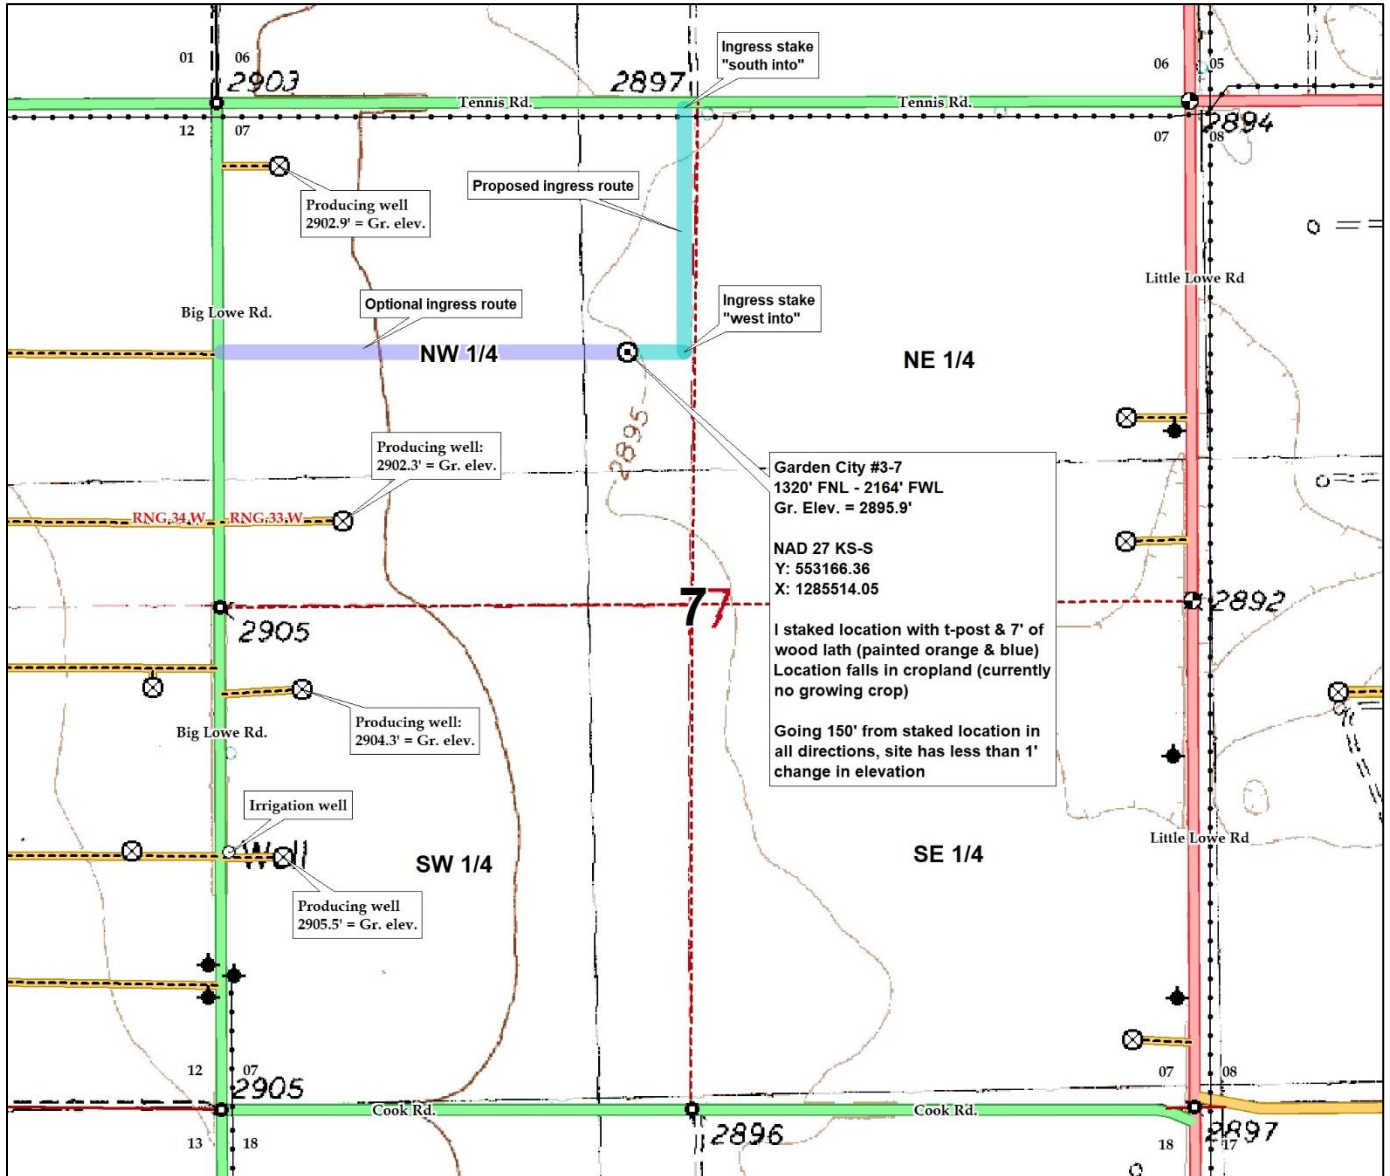 Ingress stake
"south into"
01 06
06 05
2903
2897
Tennis Rd.
Tennis Rd.
12 07
07 08
2894
Producing well
2902.9' = Gr. elev.
Proposed ingress route
Little Lowe Rd
Optional ingress route
Ingress stake
"west into"
Big Lowe Rd.
NW 1/4
NE 1/4
2895
Producing well:
2902.3' = Gr. elev.
Garden City #3-7
1320' FNL - 2164' FWL
Gr. Elev. = 2895.9'
NAD 27 KS-S
Y: 553166.36
X: 1285514.05
I staked location with t-post & 7' of
wood lath (painted orange & blue)
Location falls in cropland (currently
no growing crop)
Going 150' from staked location in
all directions, site has less than 1'
change in elevation
RNG 34 W RNG 33 W
7 7
2905
2892
Producing well:
2904.3' = Gr. elev.
Big Lowe Rd.
Irrigation well
Well
SW 1/4
SE 1/4
Little Lowe Rd
Producing well
2905.5' = Gr. elev.
12 07
07 08
2905
Cook Rd.
Cook Rd.
2896
2897
13 18
18 17